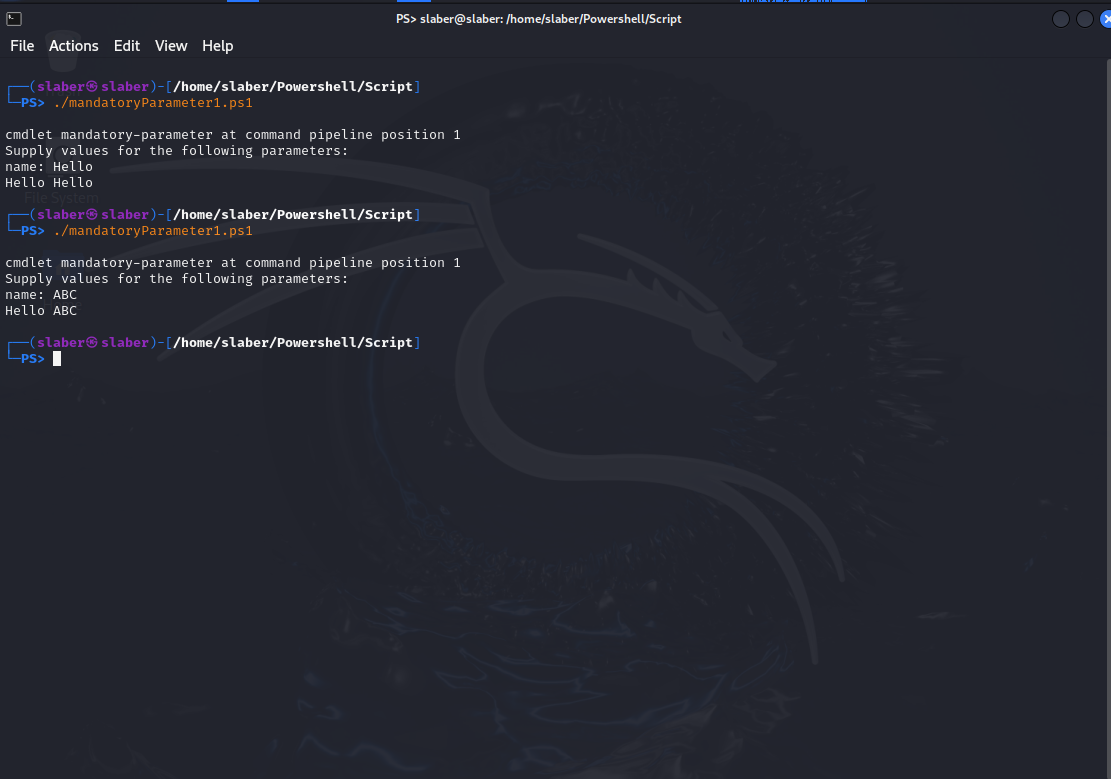 PS> slaber@slaber: /home/slaber/Powershell/Script
File Actions Edit View Help
┌──(slaber㉿slaber)-[/home/slaber/Powershell/Script]
└─PS> ./mandatoryParameter1.ps1
cmdlet mandatory-parameter at command pipeline position 1
Supply values for the following parameters:
name: Hello
Hello Hello
File System
┌──(slaber㉿slaber)-[/home/slaber/Powershell/Script]
└─PS> ./mandatoryParameter1.ps1
cmdlet mandatory-parameter at command pipeline position 1
Supply values for the following parameters:
name: ABC
Hello ABC
┌──(slaber㉿slaber)-[/home/slaber/Powershell/Script]
└─PS>